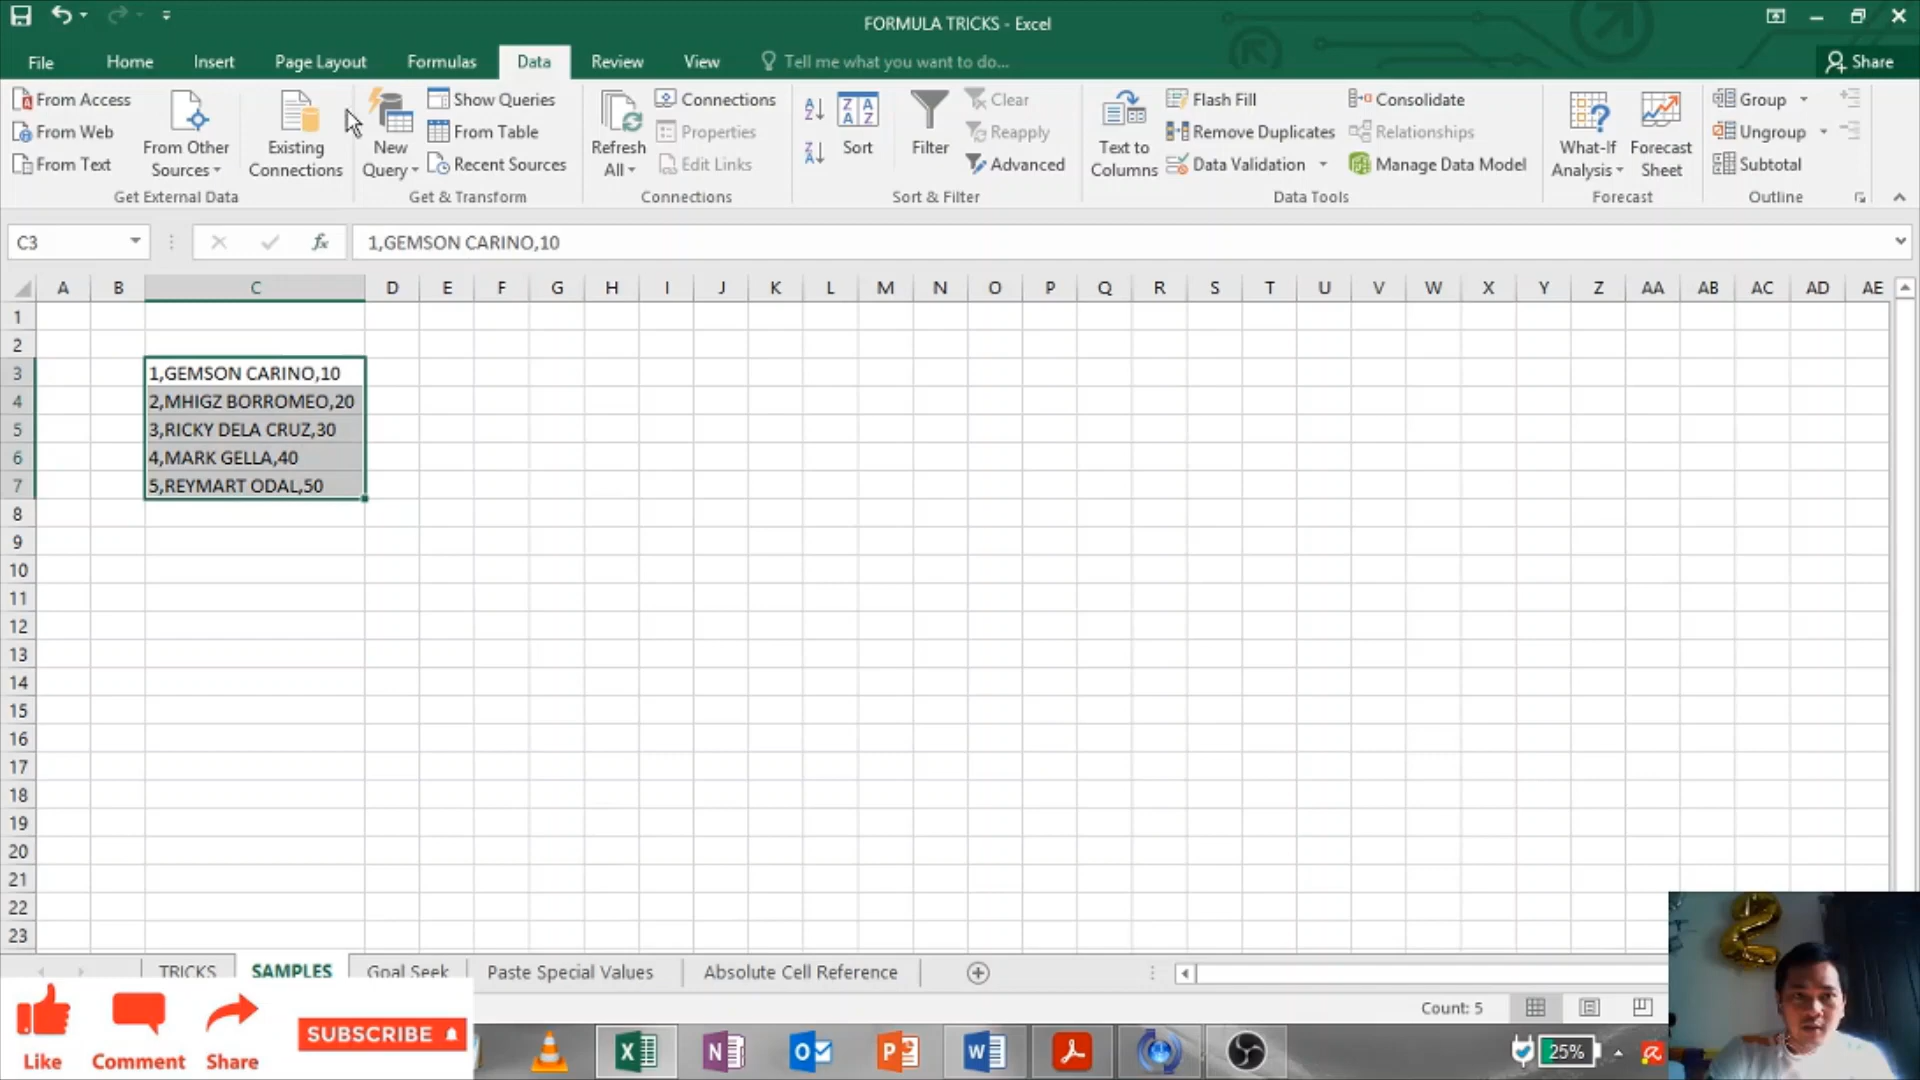 FORMULA TRICKS - Excel
File Home Insert Page Layout Formulas Data Review View Tell me what you want to do... Share
From Access
From Web
From Text
From Other Sources
Existing Connections
Get External Data
New Query
Show Queries
From Table
Recent Sources
Get & Transform
Refresh All
Connections
Properties
Edit Links
Connections
Sort
Filter
Clear
Reapply
Advanced
Sort & Filter
Text to Columns
Flash Fill
Remove Duplicates
Data Validation
Consolidate
Relationships
Manage Data Model
Data Tools
What-If Analysis
Forecast Sheet
Forecast
Group
Ungroup
Subtotal
Outline
C3 fx 1,GEMSON CARINO,10
A B C D E F G H I J K L M N O P Q R S T U V W X Y Z AA AB AC AD AE
1
2
3 1,GEMSON CARINO,10
4 2,MHIGZ BORROMEO,20
5 3,RICKY DELA CRUZ,30
6 4,MARK GELLA,40
7 5,REYMART ODAL,50
8
9
10
11
12
13
14
15
16
17
18
19
20
21
22
23
TRICKS SAMPLES Goal Seek Paste Special Values Absolute Cell Reference
Count: 5
Like Comment Share SUBSCRIBE
25%